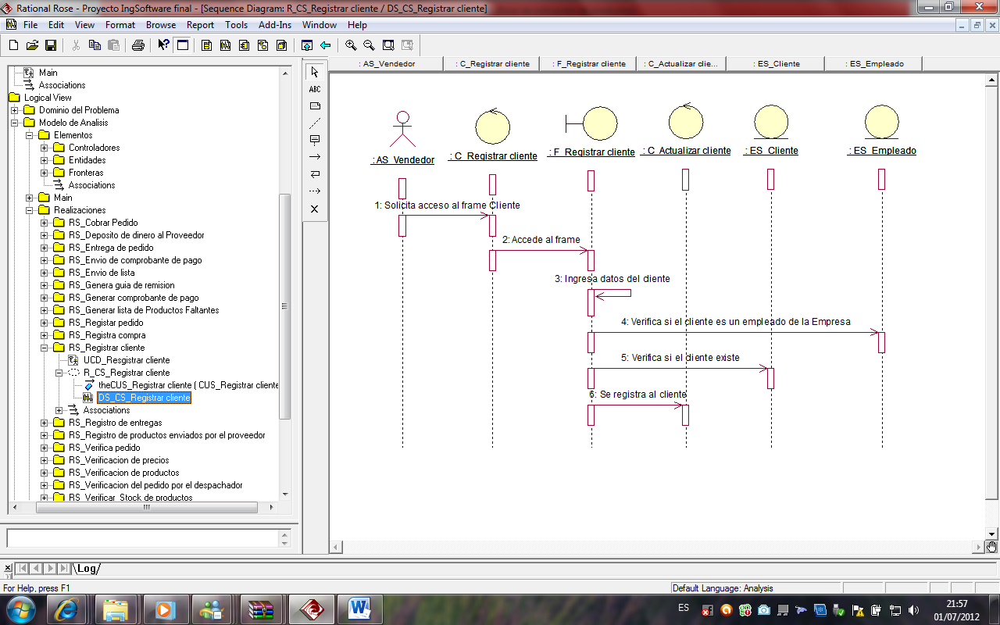 Rational Rose - Proyecto IngSoftware final - [Sequence Diagram: R_CS_Registrar cliente / DS_CS_Registrar cliente]
File Edit View Format Browse Report Tools Add-Ins Window Help
ABC
Main
Associations
Logical View
Dominio del Problema
Modelo de Analisis
Elementos
Controladores
Entidades
Fronteras
Associations
Main
Realizaciones
RS_Cobrar Pedido
RS_Deposito de dinero al Proveedor
RS_Entrega de pedido
RS_Envio de comprobante de pago
RS_Envio de lista
RS_Genera guia de remision
RS_Generar comprobante de pago
RS_Generar lista de Productos Faltantes
RS_Registar pedido
RS_Registra compra
RS_Registrar cliente
UCD_Resgistrar cliente
R_CS_Registrar cliente
theCUS_Registrar cliente ( CUS_Registrar cliente
DS_CS_Registrar cliente
Associations
RS_Registro de entregas
RS_Registro de productos enviados por el proveedor
RS_Verifica pedido
RS_Verificacion de precios
RS_Verificacion de productos
RS_Verificacion del pedido por el despachador
RS_Verificar_Stock de productos
: AS_Vendedor : C_Registrar cliente : F_Registrar cliente : C_Actualizar clie... : ES_Cliente : ES_Empleado
: AS_Vendedor : C_Registrar cliente : F_Registrar cliente : C_Actualizar cliente : ES_Cliente : ES_Empleado
1: Solicita acceso al frame Cliente
2: Accede al frame
3: Ingresa datos del cliente
4: Verifica si el cliente es un empleado de la Empresa
5: Verifica si el cliente existe
6: Se registra al cliente
Log
For Help, press F1
Default Language: Analysis
ES
21:57
01/07/2012